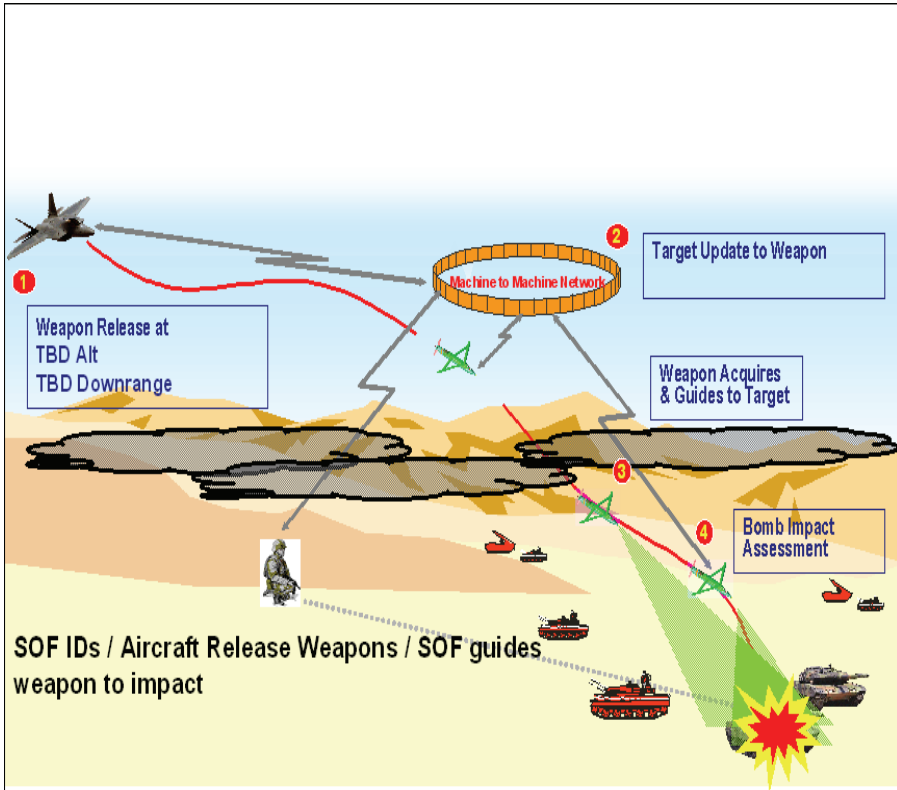 2
Target Update to Weapon
Machine to Machine Network
1
Weapon Release at
TBD Alt
TBD Downrange
Weapon Acquires
& Guides to Target
3
4
Bomb Impact
Assessment
SOF IDs / Aircraft Release Weapons / SOF guides
weapon to impact